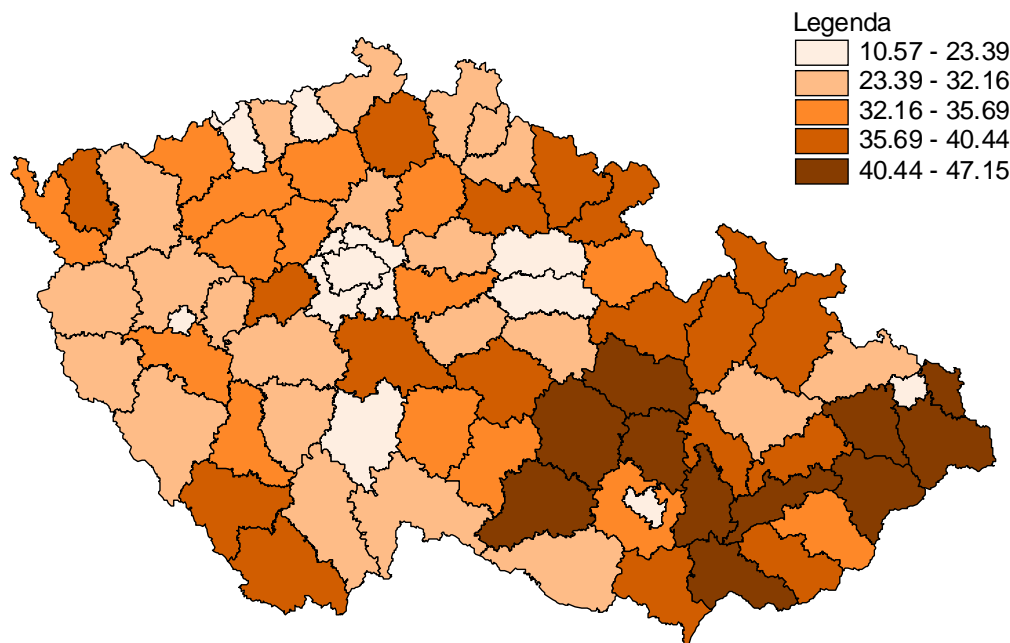 Legenda
10.57 - 23.39
23.39 - 32.16
32.16 - 35.69
35.69 - 40.44
40.44 - 47.15